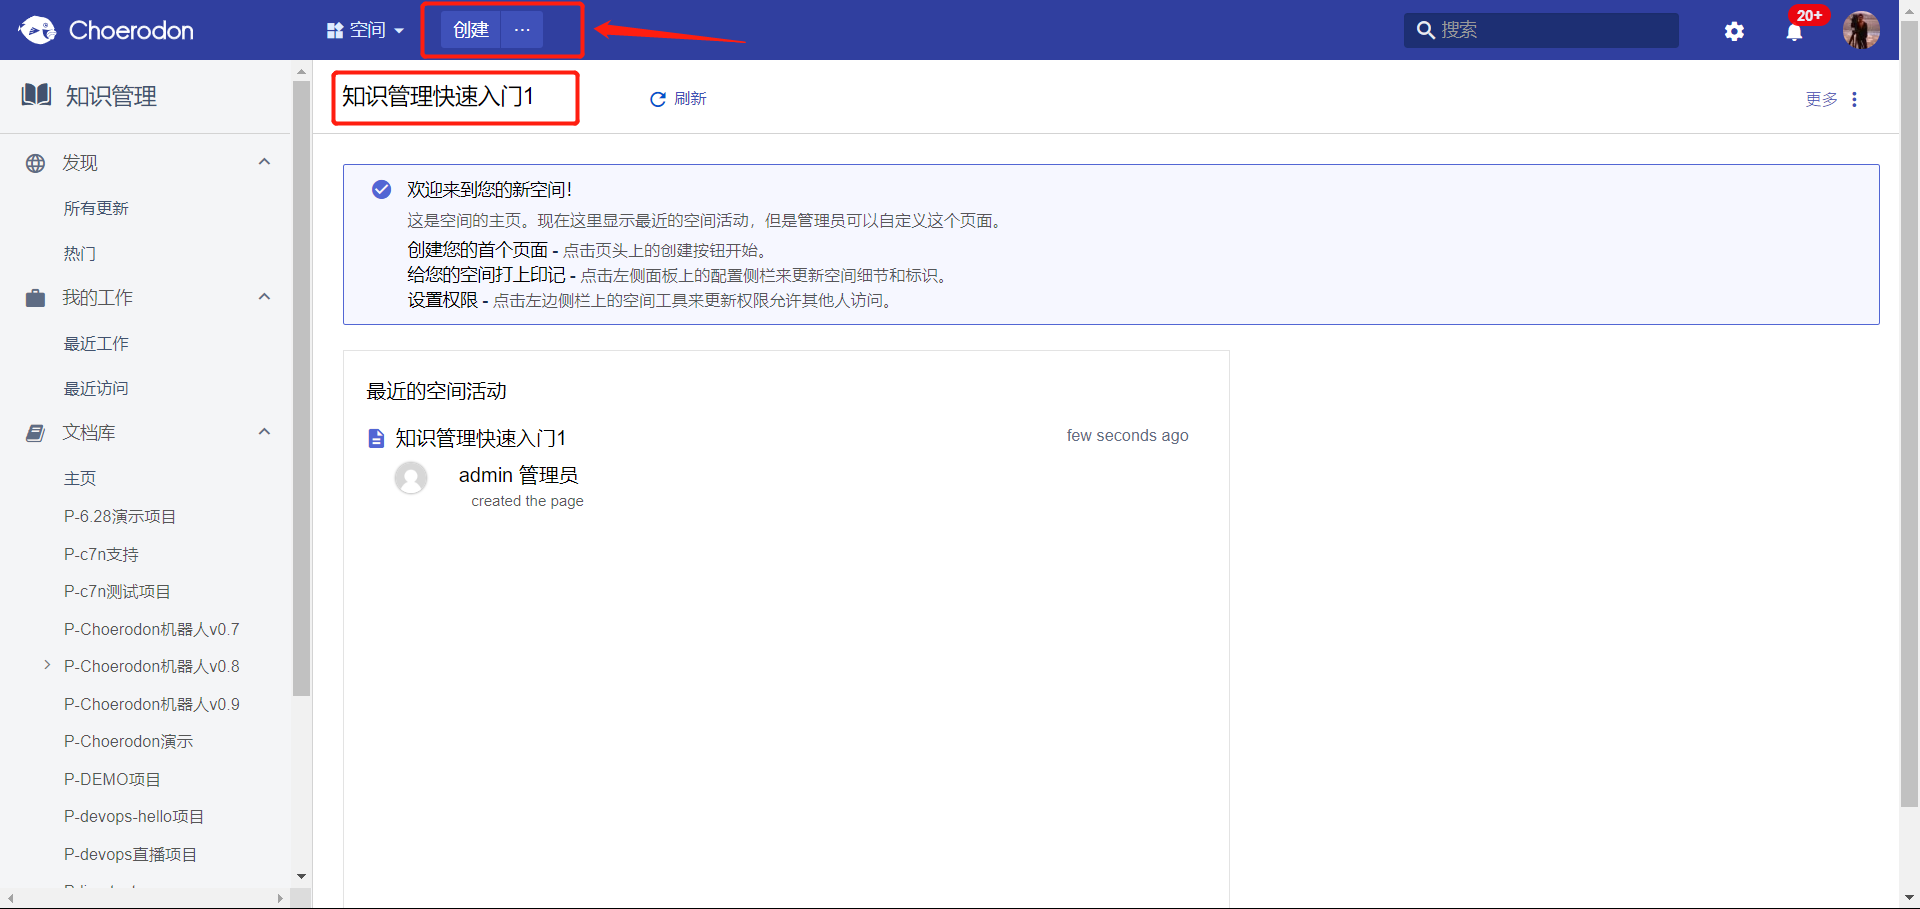 Choerodon
空间
创建
···
搜索
20+
知识管理
知识管理快速入门1
刷新
更多
发现
所有更新
热门
我的工作
最近工作
最近访问
文档库
主页
P-6.28演示项目
P-c7n支持
P-c7n测试项目
P-Choerodon机器人v0.7
P-Choerodon机器人v0.8
P-Choerodon机器人v0.9
P-Choerodon演示
P-DEMO项目
P-devops-hello项目
P-devops直播项目
欢迎来到您的新空间！
这是空间的主页。现在这里显示最近的空间活动，但是管理员可以自定义这个页面。
创建您的首个页面 - 点击页头上的创建按钮开始。
给您的空间打上印记 - 点击左侧面板上的配置侧栏来更新空间细节和标识。
设置权限 - 点击左边侧栏上的空间工具来更新权限允许其他人访问。
最近的空间活动
知识管理快速入门1
few seconds ago
admin 管理员
created the page